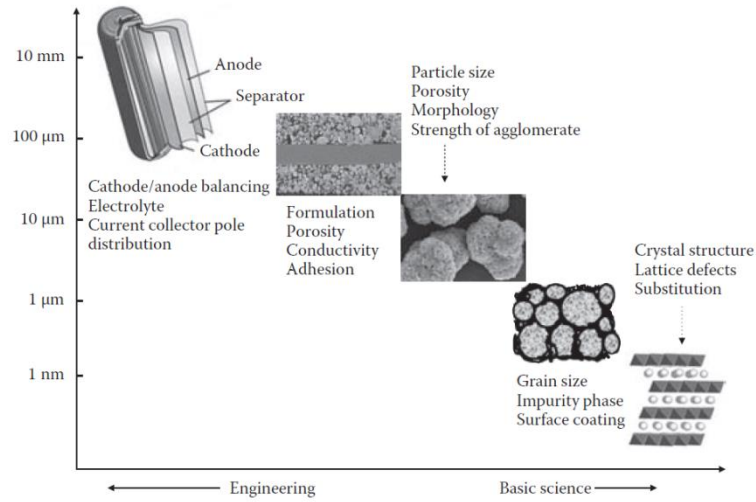 10 mm
100 μm
10 μm
1 μm
1 nm
Anode
Separator
Cathode
Cathode/anode balancing
Electrolyte
Current collector pole
distribution
Formulation
Porosity
Conductivity
Adhesion
Particle size
Porosity
Morphology
Strength of agglomerate
Grain size
Impurity phase
Surface coating
Crystal structure
Lattice defects
Substitution
Engineering
Basic science